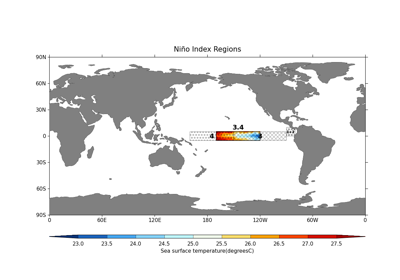 Niño Index Regions
90N
60N
30N
0
30S
60S
90S
3.4
4
0 60E 120E 180 120W 60W 0
23.0 23.5 24.0 24.5 25.0 25.5 26.0 26.5 27.0 27.5
Sea surface temperature(degreesC)